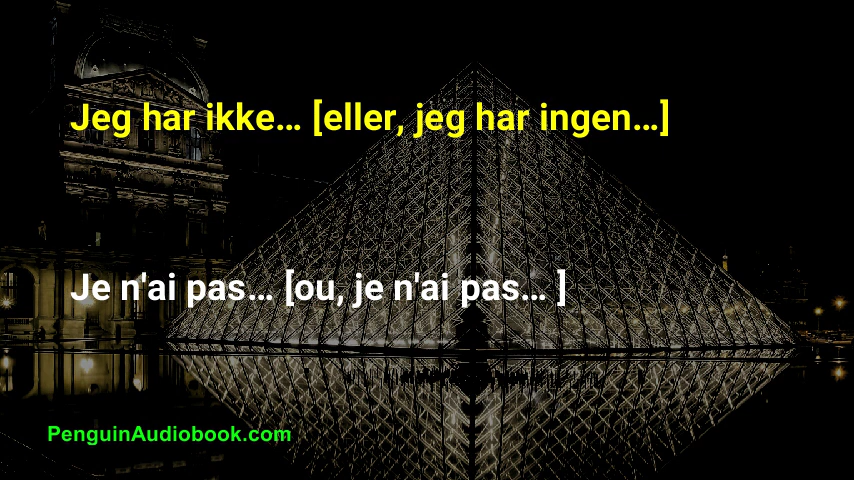 Jeg har ikke... [eller, jeg har ingen...]
Je n'ai pas... [ou, je n'ai pas... ]
PenguinAudiobook.com